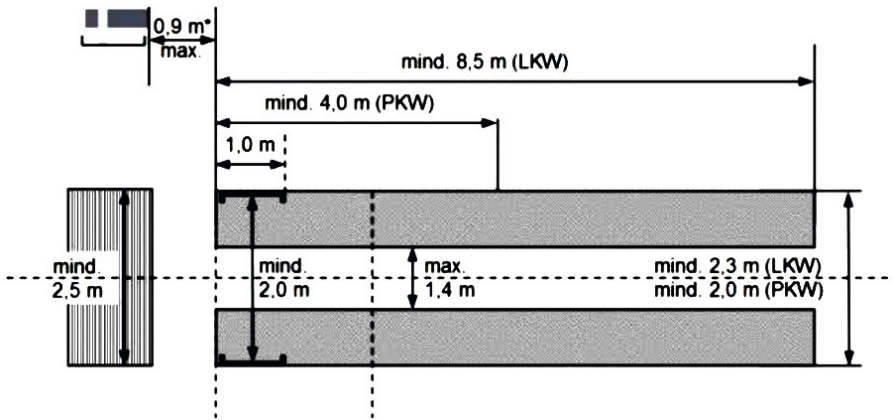 0,9 m*
max.
mind. 8,5 m (LKW)
mind. 4,0 m (PKW)
1,0 m
mind.
2,5 m
mind.
2,0 m
max.
1,4 m
mind. 2,3 m (LKW)
mind. 2,0 m (PKW)